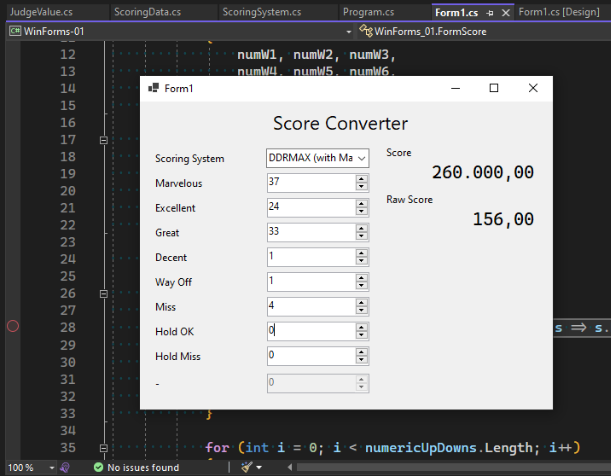 JudgeValue.cs ScoringData.cs ScoringSystem.cs Program.cs Form1.cs Form1.cs [Design]
C# WinForms-01 WinForms_01.FormScore
12 numW1, numW2, numW3,
13 numW4, numW5, numW6,
14
15
16
17
18
19
20
21
22
23
24
25
26
27
28 s => s.
29
30
31
32
33 }
35 for (int i = 0; i < numericUpDowns.Length; i++)
Form1
Score Converter
Scoring System DDRMAX (with Ma Score
260.000,00
Marvelous 37
Raw Score
Excellent 24 156,00
Great 33
Decent 1
Way Off 1
Miss 4
Hold OK 0
Hold Miss 0
- 0
100 % No issues found